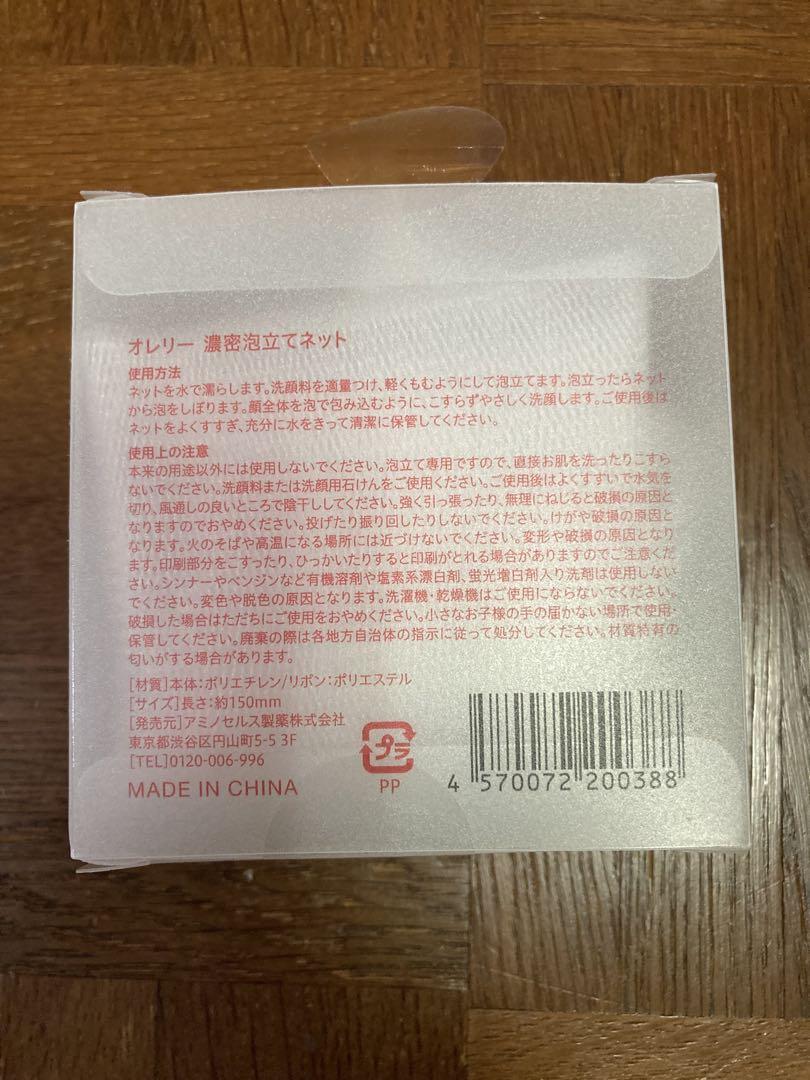 オレリー 濃密泡立てネット
使用方法
ネットを水で濡らします。洗顔料を適量つけ、軽くもむようにして泡立てます。泡立ったらネット
から泡をしぼります。顔全体を泡で包み込むように、こすらずやさしく洗顔します。ご使用後は
ネットをよくすすぎ、充分に水をきって清潔に保管してください。
使用上の注意
本来の用途以外には使用しないでください。泡立て専用ですので、直接お肌を洗ったりこすら
ないでください。洗顔料または洗顔用石けんをご使用ください。ご使用後はよくすすいで水気を
切り、風通しの良いところで陰干ししてください。強く引っ張ったり、無理にねじると破損の原因と
なりますのでおやめください。投げたり振り回したりしないでください。けがや破損の原因と
なります。火のそばや高温になる場所には近づけないでください。変形や破損の原因となり
ます。印刷部分をこすったり、ひっかいたりすると印刷がとれる場合がありますのでご注意くだ
さい。シンナーやベンジンなど有機溶剤や塩素系漂白剤、蛍光増白剤入り洗剤は使用しない
でください。変色や脱色の原因となります。洗濯機・乾燥機はご使用にならないでください。
破損した場合はただちにご使用をおやめください。小さなお子様の手の届かない場所で使用・
保管してください。廃棄の際は各地方自治体の指示に従って処分してください。材質特有の
匂いがする場合があります。
[材質]本体:ポリエチレン/リボン:ポリエステル
[サイズ]長さ:約150mm
[発売元]アミノセルス製薬株式会社
東京都渋谷区円山町5-5 3F
[TEL]0120-006-996
MADE IN CHINA
プラ
PP
4 570072 200388